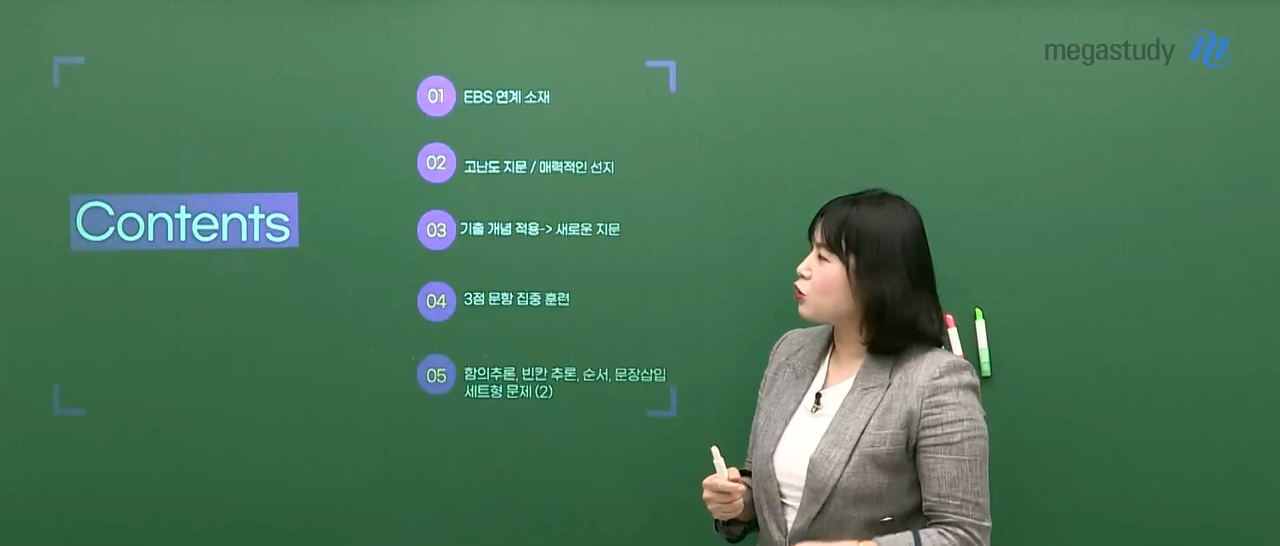 megastudy
Contents
01 EBS 연계 소재
02 고난도 지문 / 매력적인 선지
03 기출 개념 적용-> 새로운 지문
04 3점 문항 집중 훈련
05 함의추론, 빈칸 추론, 순서, 문장삽입
세트형 문제 (2)